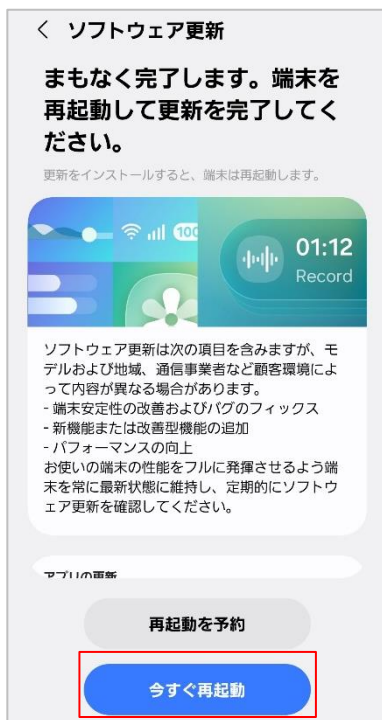 < ソフトウェア更新
まもなく完了します。端末を
再起動して更新を完了してく
ださい。
更新をインストールすると、端末は再起動します。
100
01:12
Record
ソフトウェア更新は次の項目を含みますが、モ
デルおよび地域、通信事業者など顧客環境によ
って内容が異なる場合があります。
- 端末安定性の改善およびバグのフィックス
- 新機能または改善型機能の追加
- パフォーマンスの向上
お使いの端末の性能をフルに発揮させるよう端
末を常に最新状態に維持し、定期的にソフトウ
ェア更新を確認してください。
アプリの更新
再起動を予約
今すぐ再起動